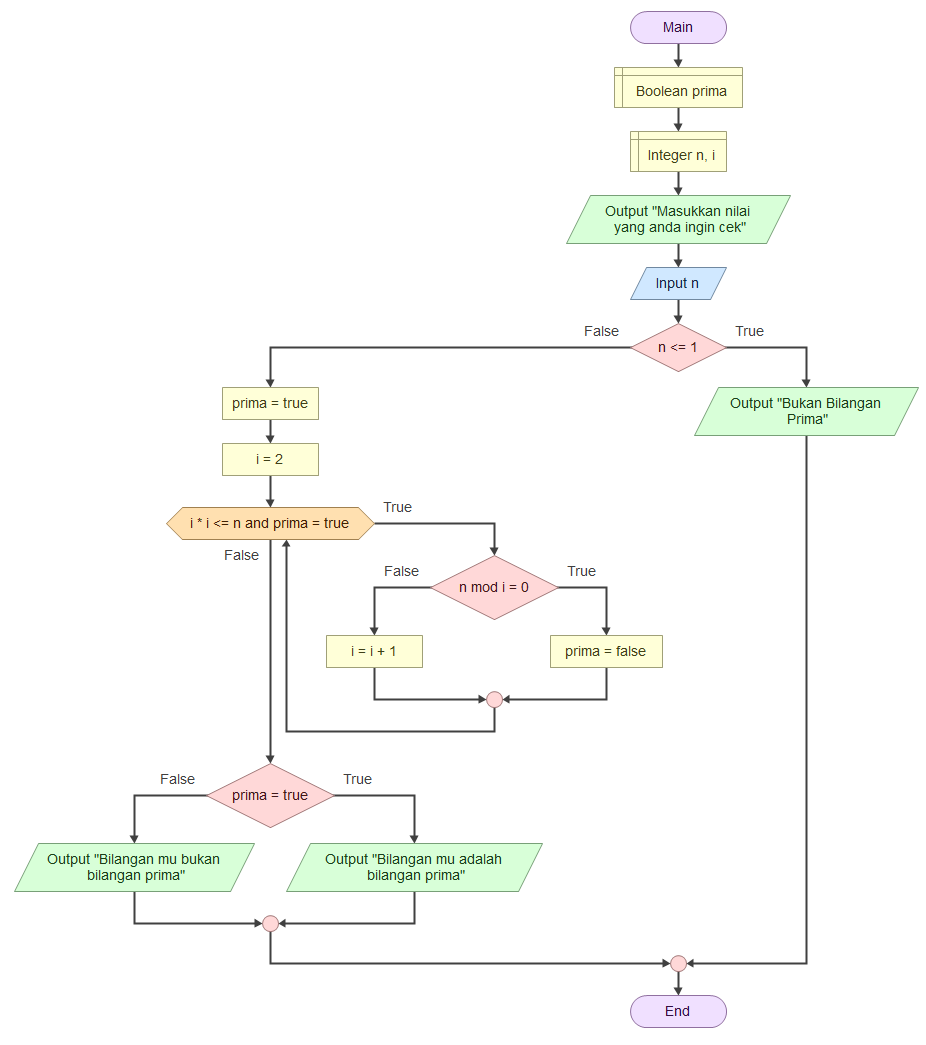 Main
Boolean prima
Integer n, i
Output "Masukkan nilai
yang anda ingin cek"
Input n
False
True
n <= 1
prima = true
Output "Bukan Bilangan
Prima"
i = 2
i * i <= n and prima = true
True
False
False
True
n mod i = 0
i = i + 1
prima = false
False
True
prima = true
Output "Bilangan mu bukan
bilangan prima"
Output "Bilangan mu adalah
bilangan prima"
End